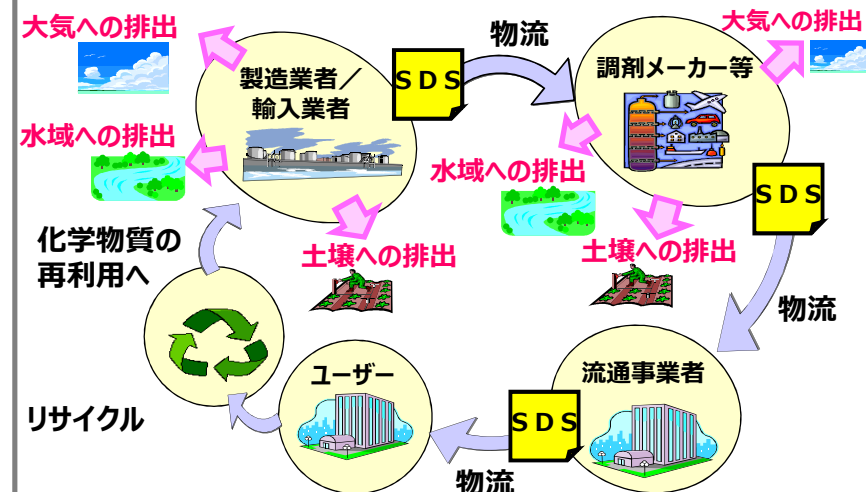 大気への排出
製造業者／
輸入業者
ＳＤＳ
物流
調剤メーカー等
大気への排出
水域への排出
水域への排出
ＳＤＳ
化学物質の
再利用へ
土壌への排出
土壌への排出
物流
リサイクル
ユーザー
ＳＤＳ
流通事業者
物流